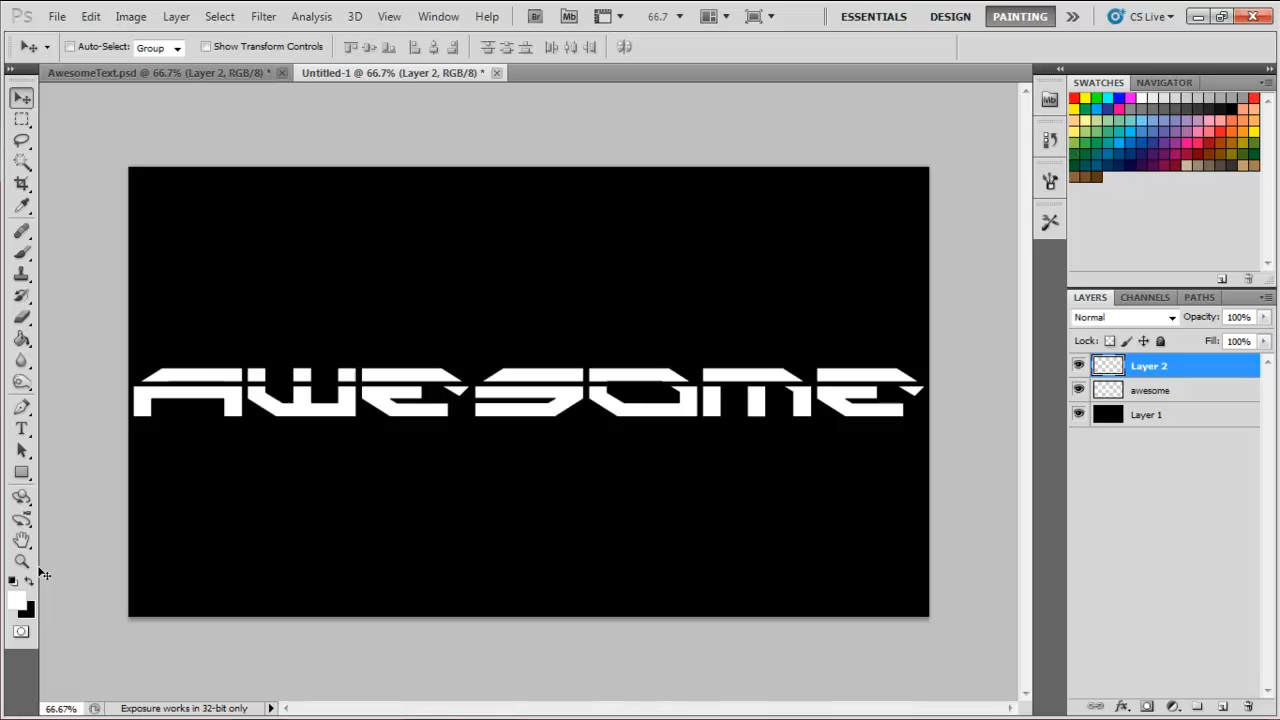 Ps File Edit Image Layer Select Filter Analysis 3D View Window Help Br Mb 66.7 ESSENTIALS DESIGN PAINTING CS Live
Auto-Select: Group Show Transform Controls
AwesomeText.psd @ 66.7% (Layer 2, RGB/8) * Untitled-1 @ 66.7% (Layer 2, RGB/8) *
SWATCHES NAVIGATOR
Mb
AWESOME
LAYERS CHANNELS PATHS
Normal Opacity: 100%
Lock: Fill: 100%
Layer 2
awesome
Layer 1
T
fx
66.67% Exposure works in 32-bit only